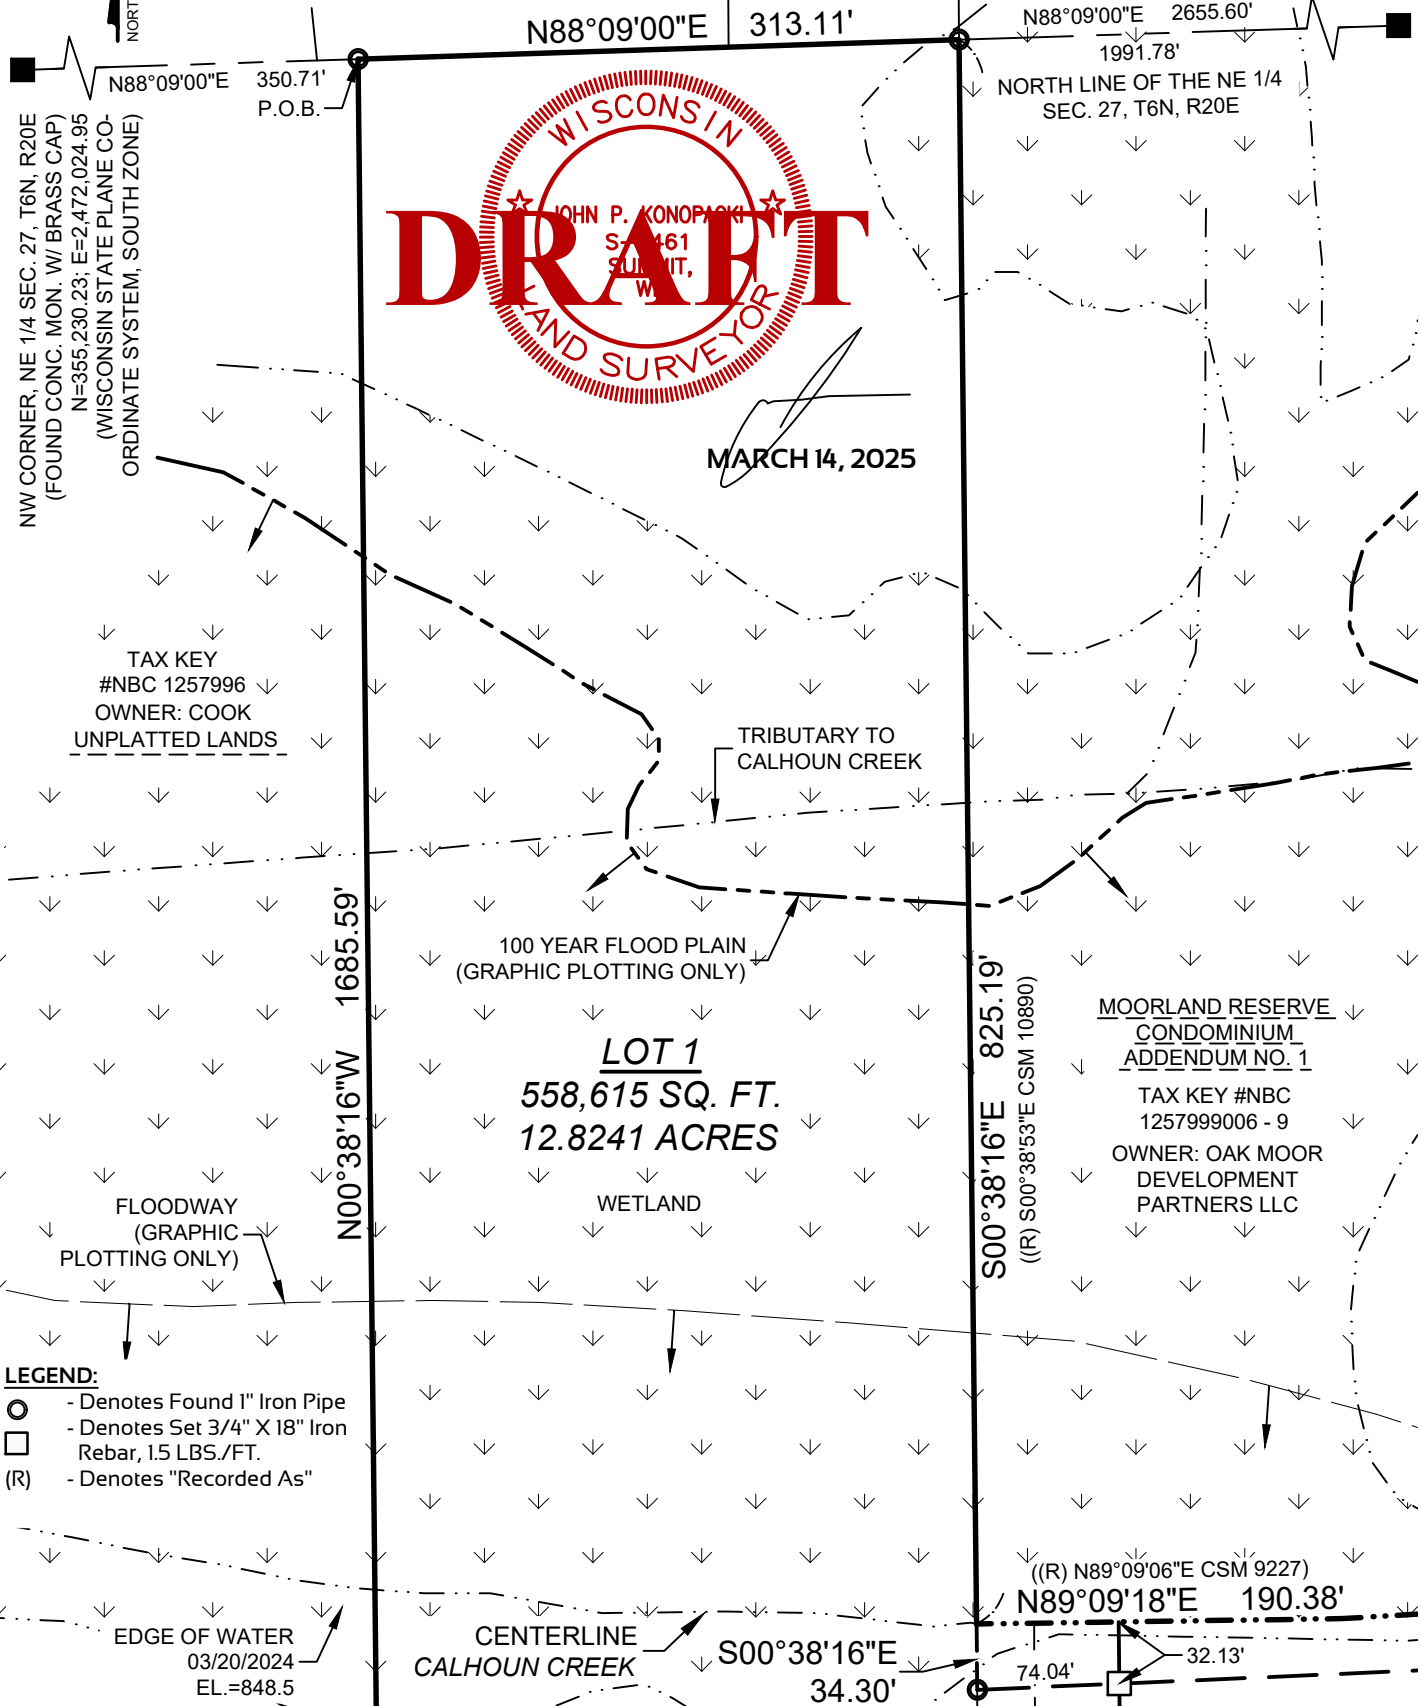 NORT
N88°09'00"E 313.11'
N88°09'00"E 2655.60'
1991.78'
NORTH LINE OF THE NE 1/4
SEC. 27, T6N, R20E
N88°09'00"E 350.71'
P.O.B.
NW CORNER, NE 1/4 SEC. 27, T6N, R20E
(FOUND CONC. MON. W/ BRASS CAP)
N=355,230.23; E=2,472,024.95
(WISCONSIN STATE PLANE CO-
ORDINATE SYSTEM, SOUTH ZONE)
WISCONSIN
JOHN P. KONOPACKI
LAND SURVEYOR
DRAFT
MARCH 14, 2025
TAX KEY
#NBC 1257996
OWNER: COOK
UNPLATTED LANDS
TRIBUTARY TO
CALHOUN CREEK
100 YEAR FLOOD PLAIN
(GRAPHIC PLOTTING ONLY)
N00°38'16"W 1685.59'
LOT 1
558,615 SQ. FT.
12.8241 ACRES
WETLAND
S00°38'16"E 825.19'
((R) S00°38'53"E CSM 10890)
MOORLAND RESERVE
CONDOMINIUM
ADDENDUM NO. 1
TAX KEY #NBC
1257999006 - 9
OWNER: OAK MOOR
DEVELOPMENT
PARTNERS LLC
FLOODWAY
(GRAPHIC
PLOTTING ONLY)
LEGEND:
- Denotes Found 1" Iron Pipe
- Denotes Set 3/4" X 18" Iron
Rebar, 1.5 LBS./FT.
(R) - Denotes "Recorded As"
((R) N89°09'06"E CSM 9227)
N89°09'18"E 190.38'
EDGE OF WATER
03/20/2024
EL.=848.5
CENTERLINE
CALHOUN CREEK
S00°38'16"E
34.30'
74.04'
32.13'